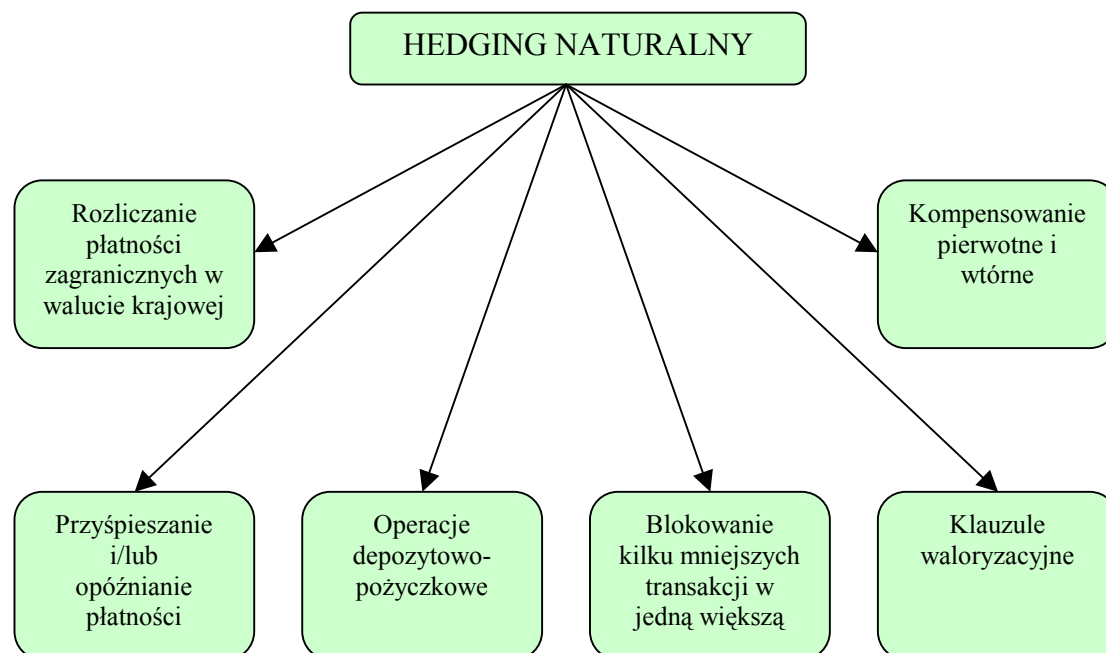 HEDGING NATURALNY
Rozliczanie
płatności
zagranicznych w
walucie krajowej
Kompensowanie
pierwotne i
wtórne
Przyśpieszanie
i/lub
opóźnianie
płatności
Operacje
depozytowo-
pożyczkowe
Blokowanie
kilku mniejszych
transakcji w
jedną większą
Klauzule
waloryzacyjne